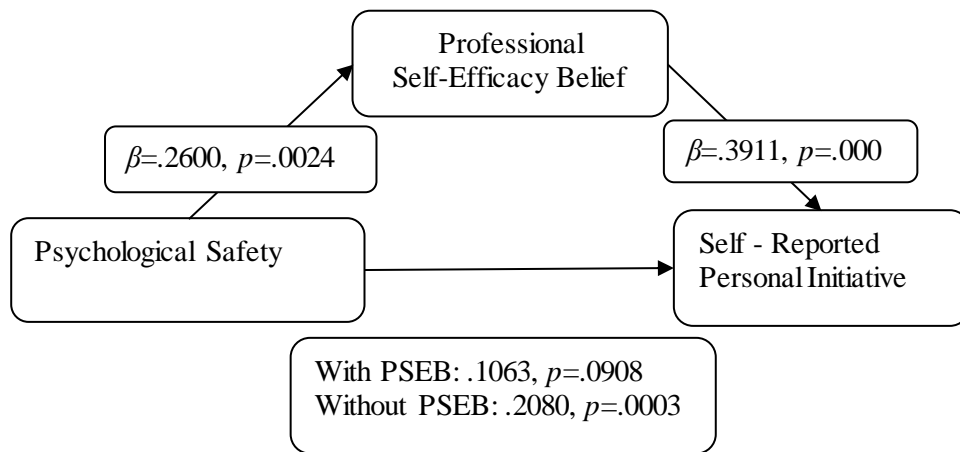 Professional
Self-Efficacy Belief
β=.2600, p=.0024
β=.3911, p=.000
Psychological Safety
Self - Reported
Personal Initiative
With PSEB: .1063, p=.0908
Without PSEB: .2080, p=.0003